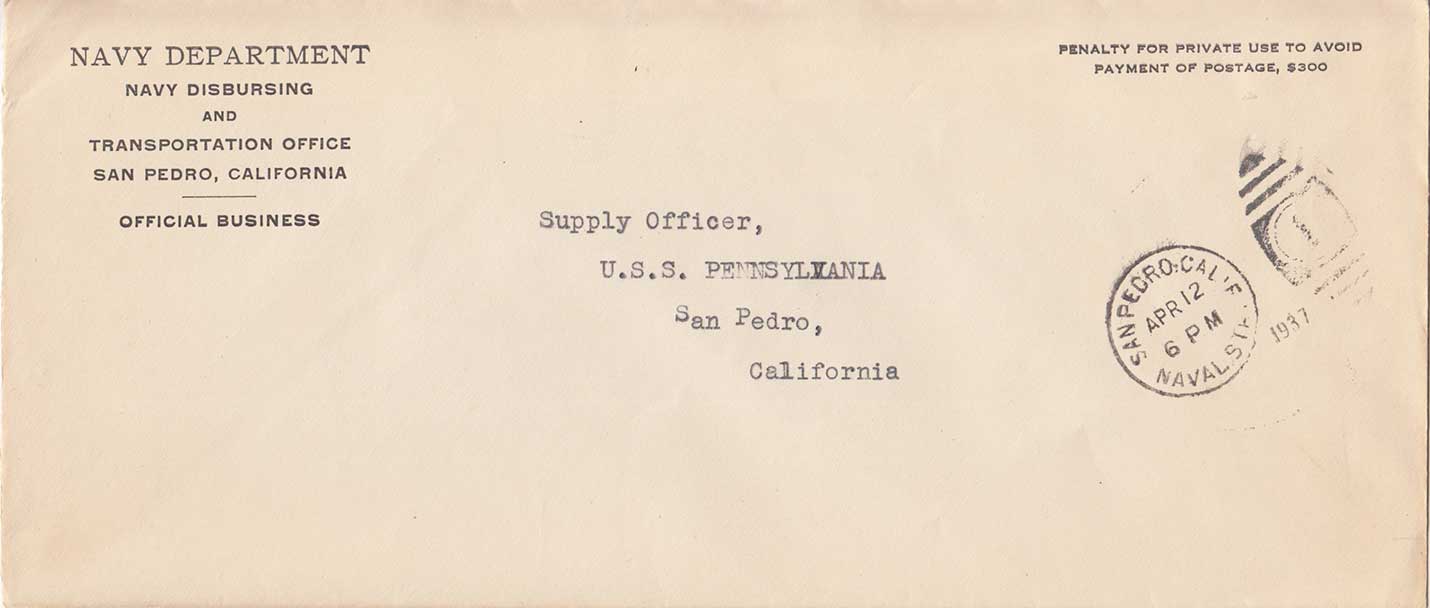 NAVY DEPARTMENT
NAVY DISBURSING
AND
TRANSPORTATION OFFICE
SAN PEDRO, CALIFORNIA
OFFICIAL BUSINESS
PENALTY FOR PRIVATE USE TO AVOID
PAYMENT OF POSTAGE, $300
Supply Officer,
U.S.S. PENNSYLVANIA
San Pedro,
California
SAN PEDRO. CALIF.
APR 12
6 PM
NAVAL. STA.
1937